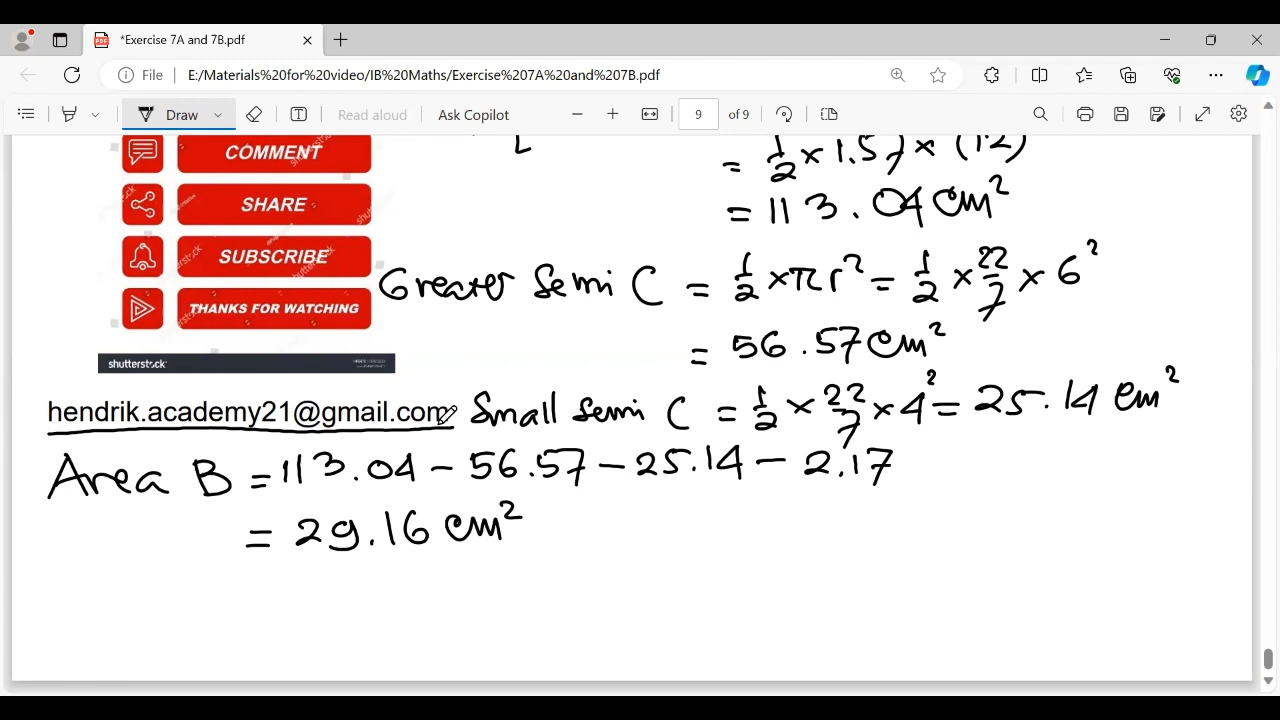 *Exercise 7A and 7B.pdf
File E:/Materials%20for%20video/IB%20Maths/Exercise%207A%20and%207B.pdf
Draw Read aloud Ask Copilot 9 of 9
COMMENT
= 1/2 × 1.57 × (12)
SHARE
= 113.04 cm²
SUBSCRIBE
Greater Semi C = 1/2 × πr² = 1/2 × 22/7 × 6²
THANKS FOR WATCHING
= 56.57 cm²
shutterstock
hendrik.academy21@gmail.com Small Semi C = 1/2 × 22/7 × 4² = 25.14 cm²
Area B = 113.04 – 56.57 – 25.14 – 2.17
= 29.16 cm²